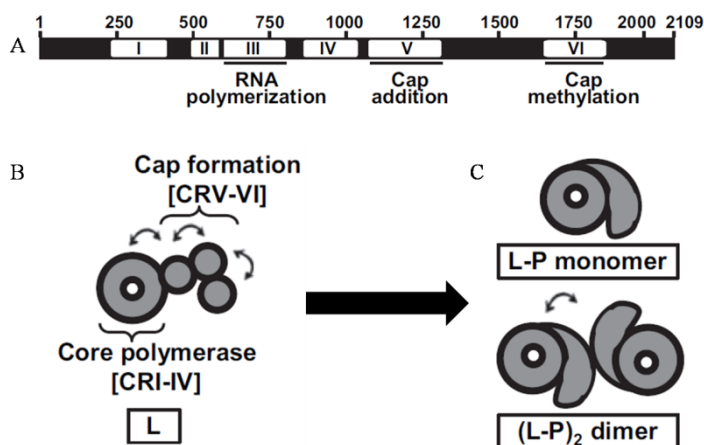 1 250 500 750 1000 1250 1500 1750 2000 2109
A
I II III IV V VI
RNA
polymerization
Cap
addition
Cap
methylation
B
Cap formation
[CRV-VI]
Core polymerase
[CRI-IV]
L
C
L-P monomer
(L-P)2 dimer